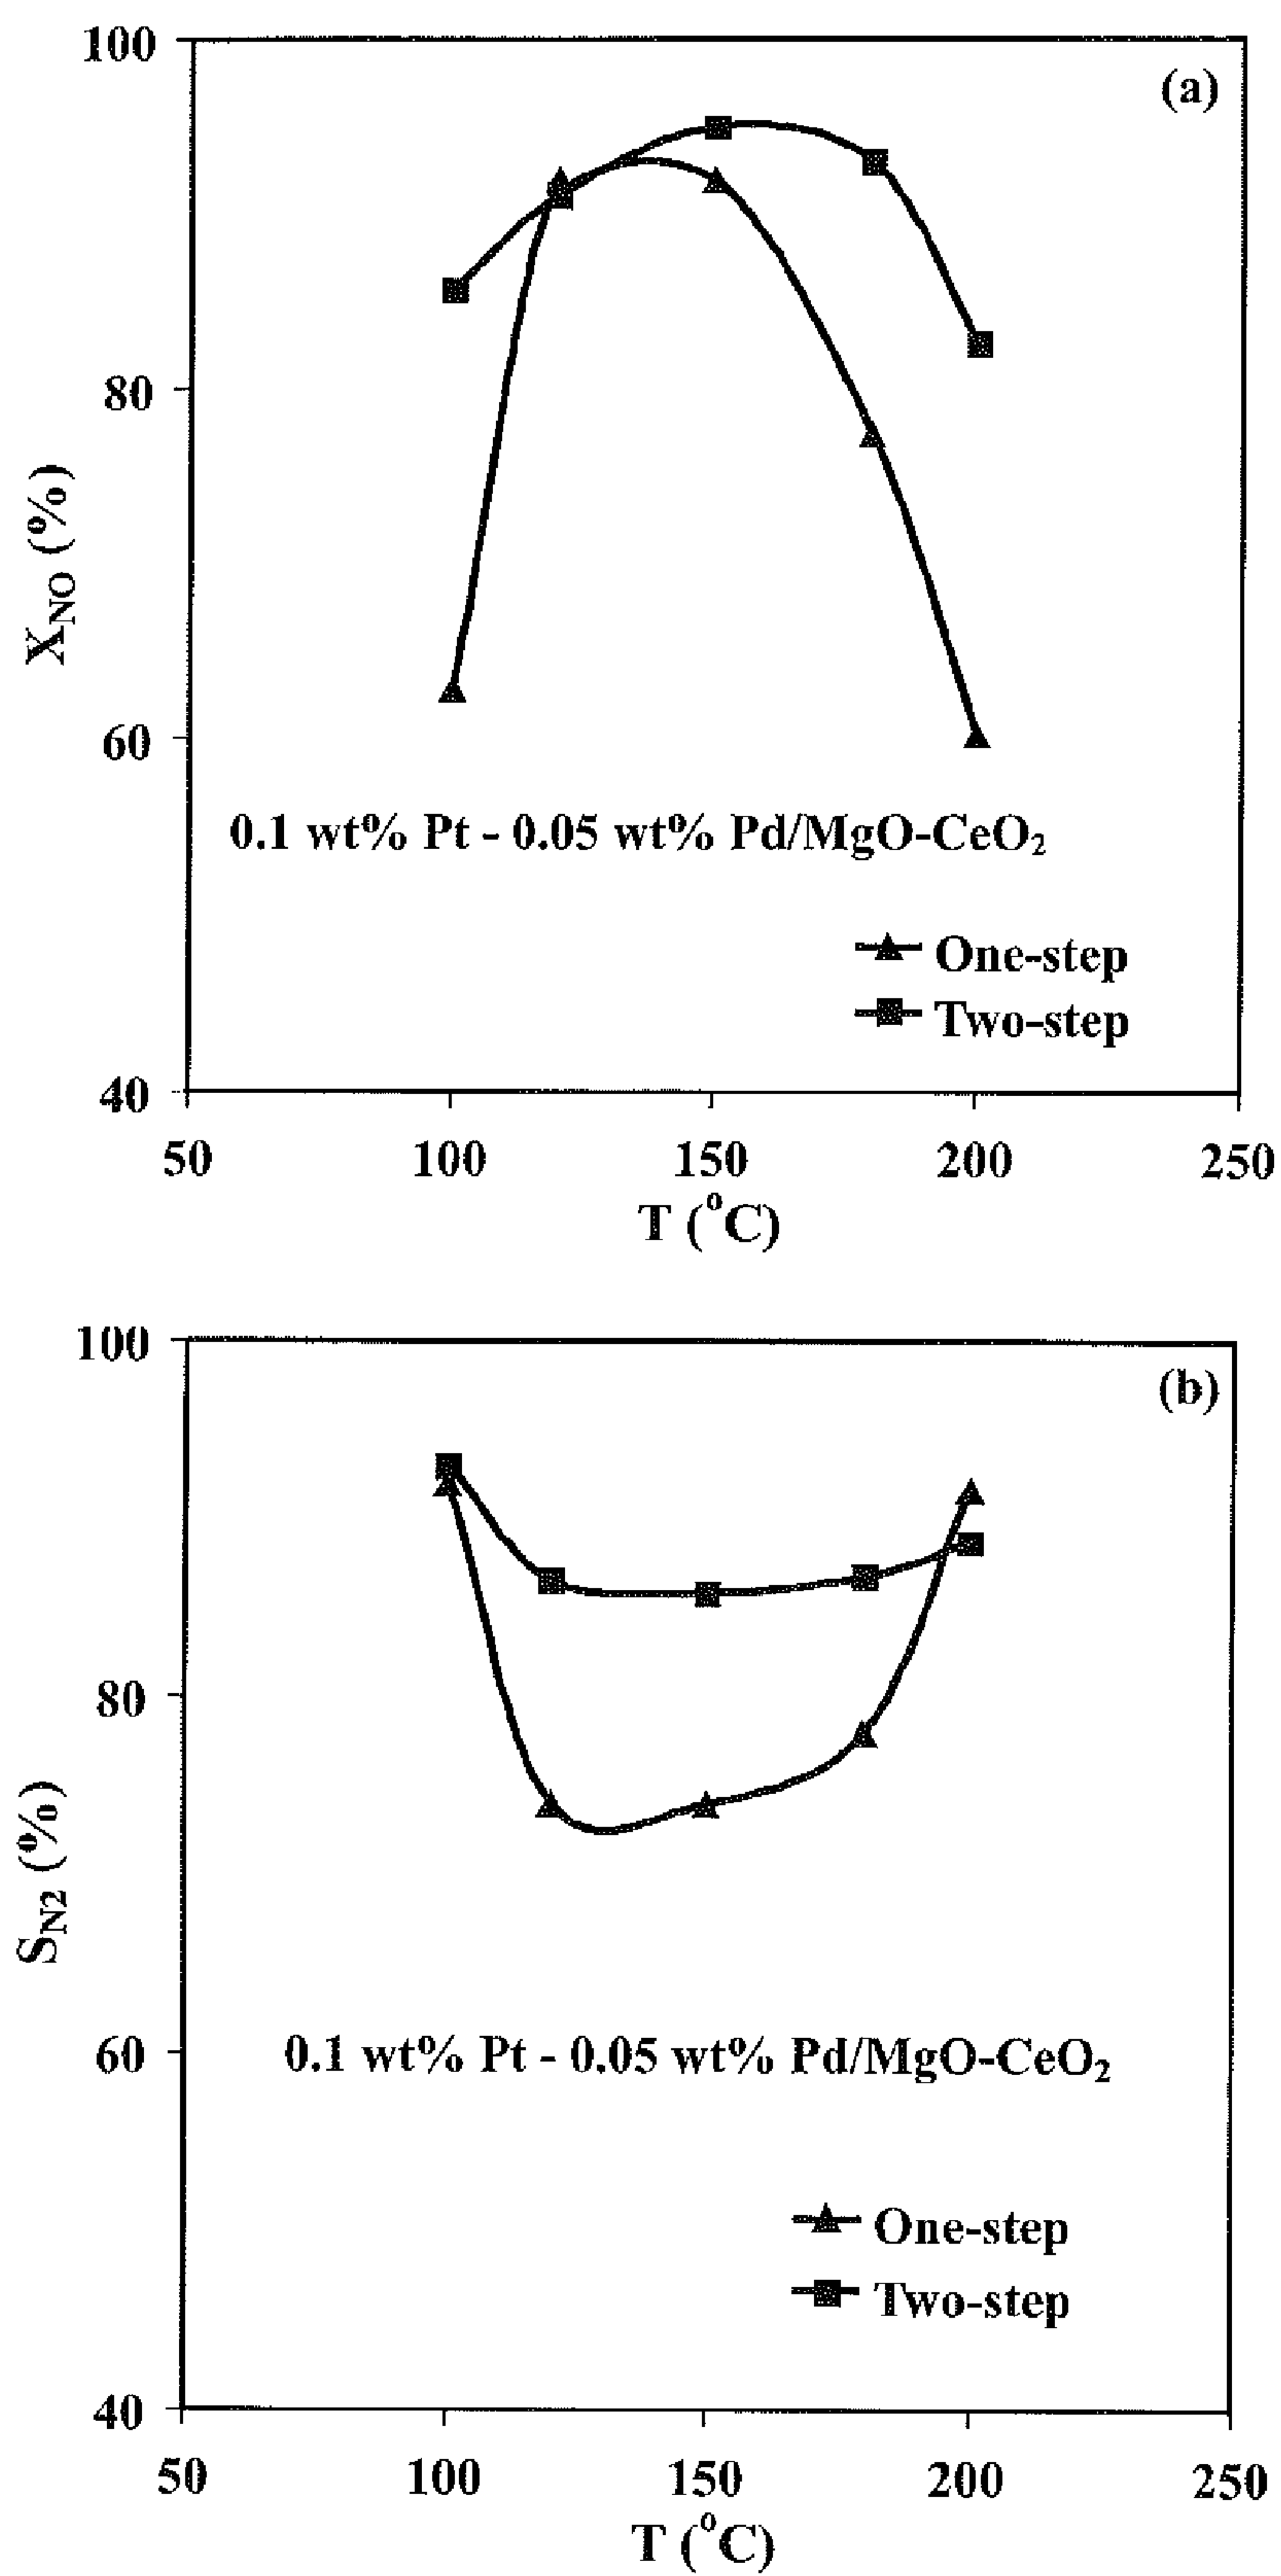 100
(a)
80
X_NO (%)
60
0.1 wt% Pt - 0.05 wt% Pd/MgO-CeO₂
One-step
Two-step
40
50 100 150 200 250
T (°C)
100
(b)
80
S_N2 (%)
60
0.1 wt% Pt - 0.05 wt% Pd/MgO-CeO₂
One-step
Two-step
40
50 100 150 200 250
T (°C)